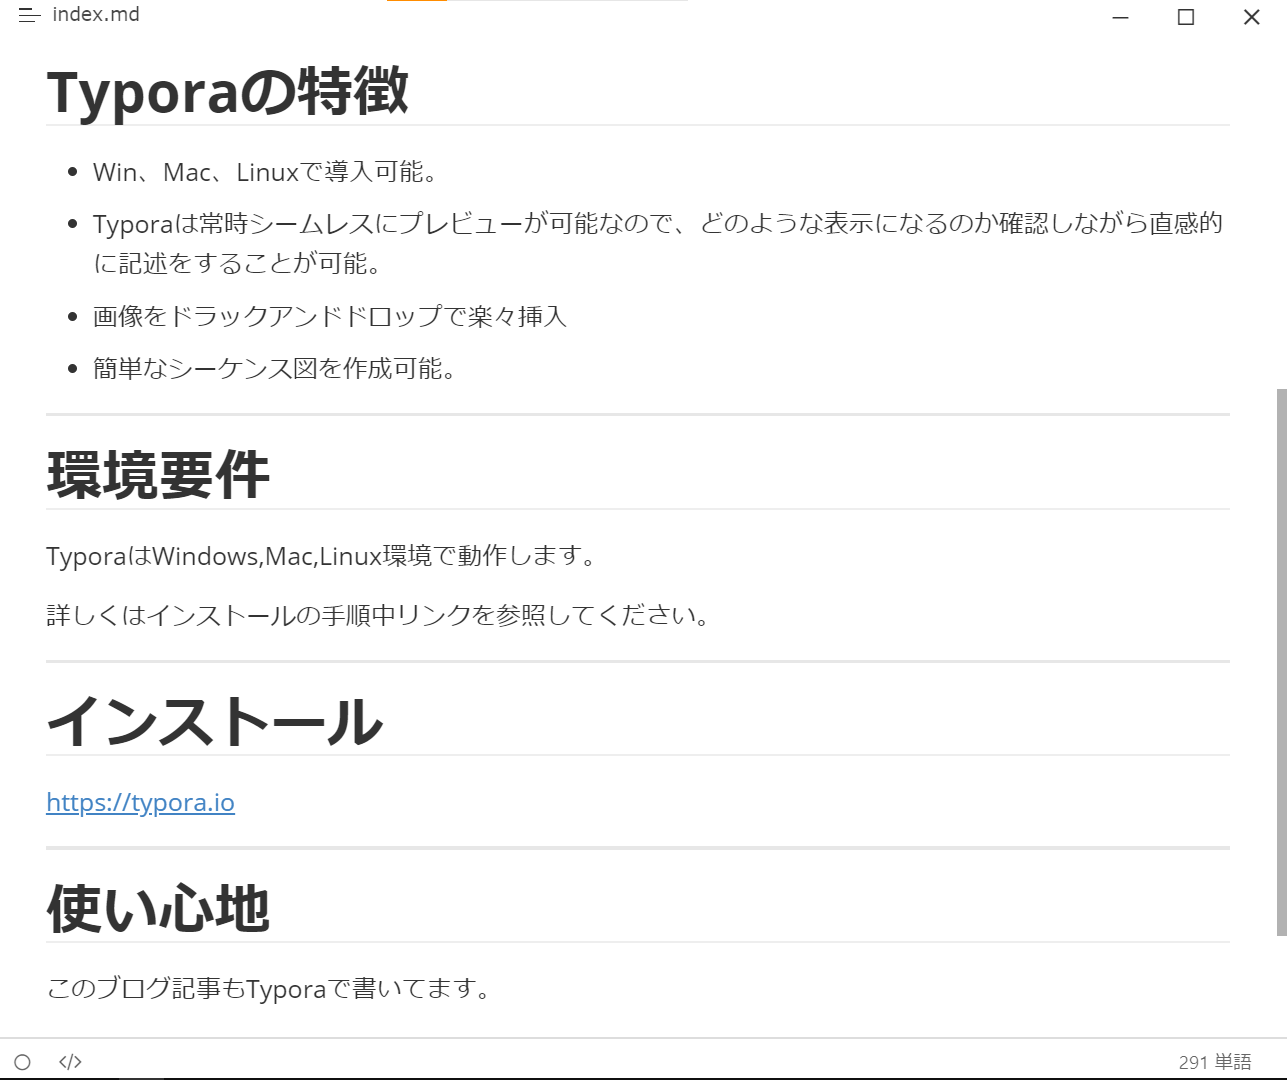 index.md
Typoraの特徴
Win、Mac、Linuxで導入可能。
Typoraは常時シームレスにプレビューが可能なので、どのような表示になるのか確認しながら直感的
に記述をすることが可能。
画像をドラックアンドドロップで楽々挿入
簡単なシーケンス図を作成可能。
環境要件
TyporaはWindows,Mac,Linux環境で動作します。
詳しくはインストールの手順中リンクを参照してください。
インストール
https://typora.io
使い心地
このブログ記事もTyporaで書いてます。
</> 
291 単語